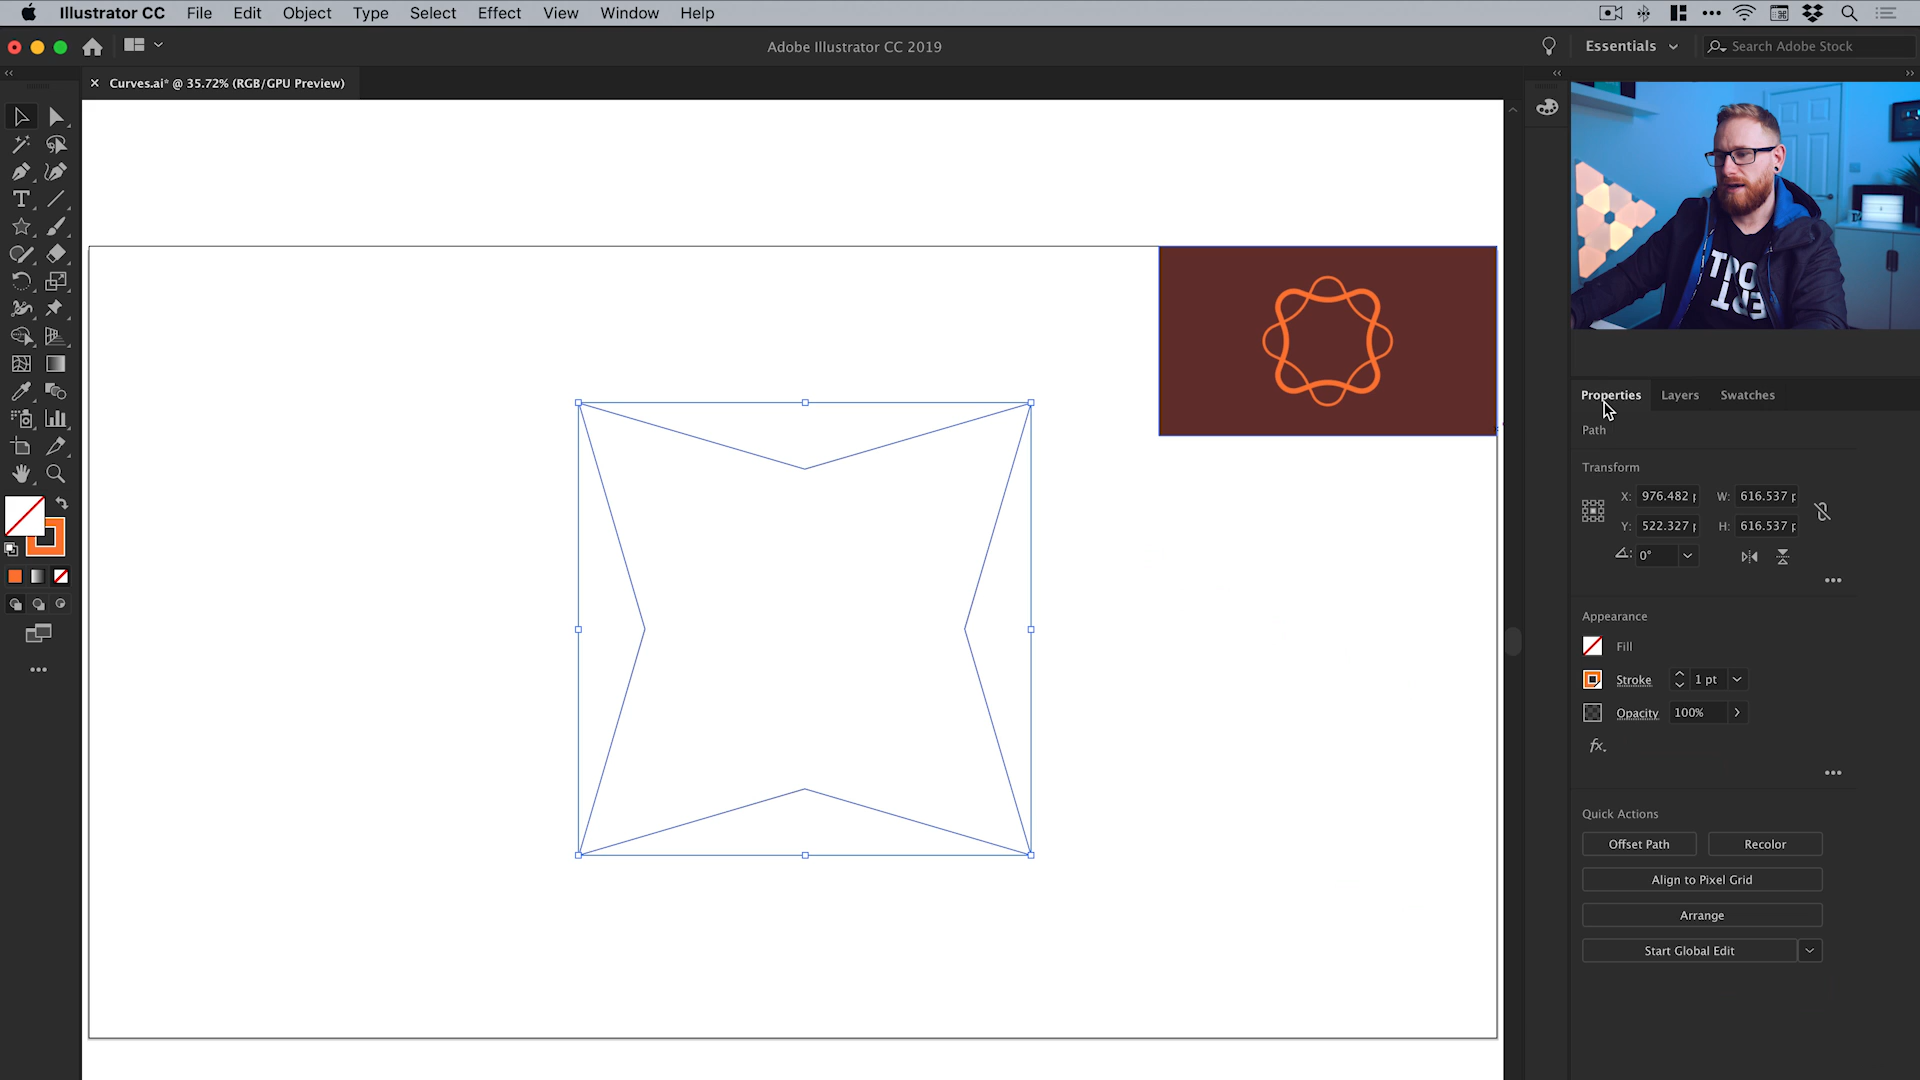 Illustrator CC File Edit Object Type Select Effect View Window Help
Adobe Illustrator CC 2019
Essentials
Search Adobe Stock
× Curves.ai* @ 35.72% (RGB/GPU Preview)
Properties Layers Swatches
Path
Transform
X: 976.482 W: 616.537
Y: 522.327 H: 616.537
0°
Appearance
Fill
Stroke 1 pt
Opacity 100%
fx.
Quick Actions
Offset Path Recolor
Align to Pixel Grid
Arrange
Start Global Edit